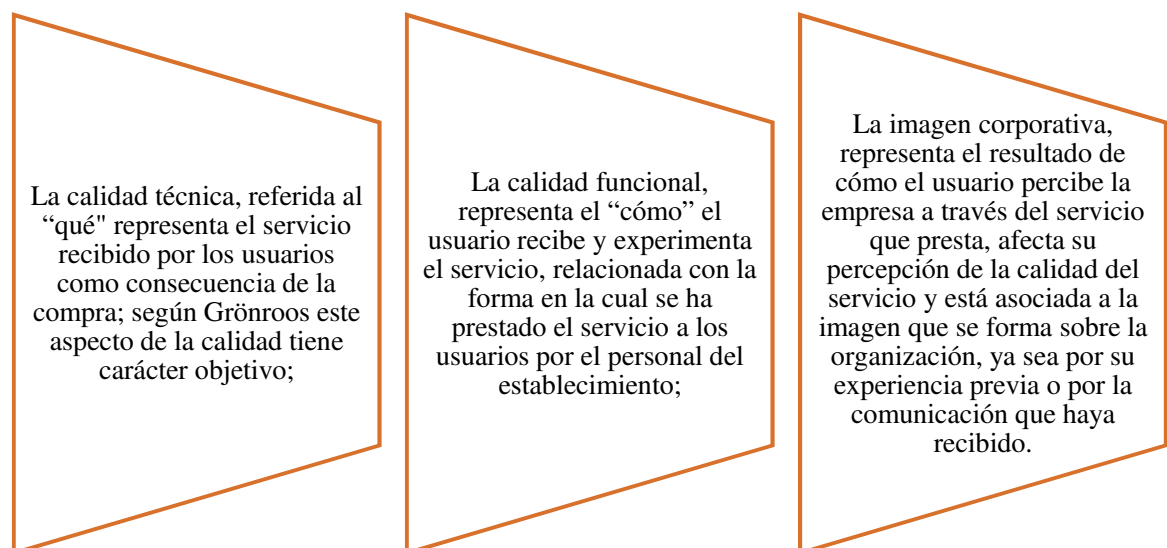 La calidad técnica, referida al
“qué" representa el servicio
recibido por los usuarios
como consecuencia de la
compra; según Grönroos este
aspecto de la calidad tiene
carácter objetivo;
La calidad funcional,
representa el “cómo” el
usuario recibe y experimenta
el servicio, relacionada con la
forma en la cual se ha
prestado el servicio a los
usuarios por el personal del
establecimiento;
La imagen corporativa,
representa el resultado de
cómo el usuario percibe la
empresa a través del servicio
que presta, afecta su
percepción de la calidad del
servicio y está asociada a la
imagen que se forma sobre la
organización, ya sea por su
experiencia previa o por la
comunicación que haya
recibido.